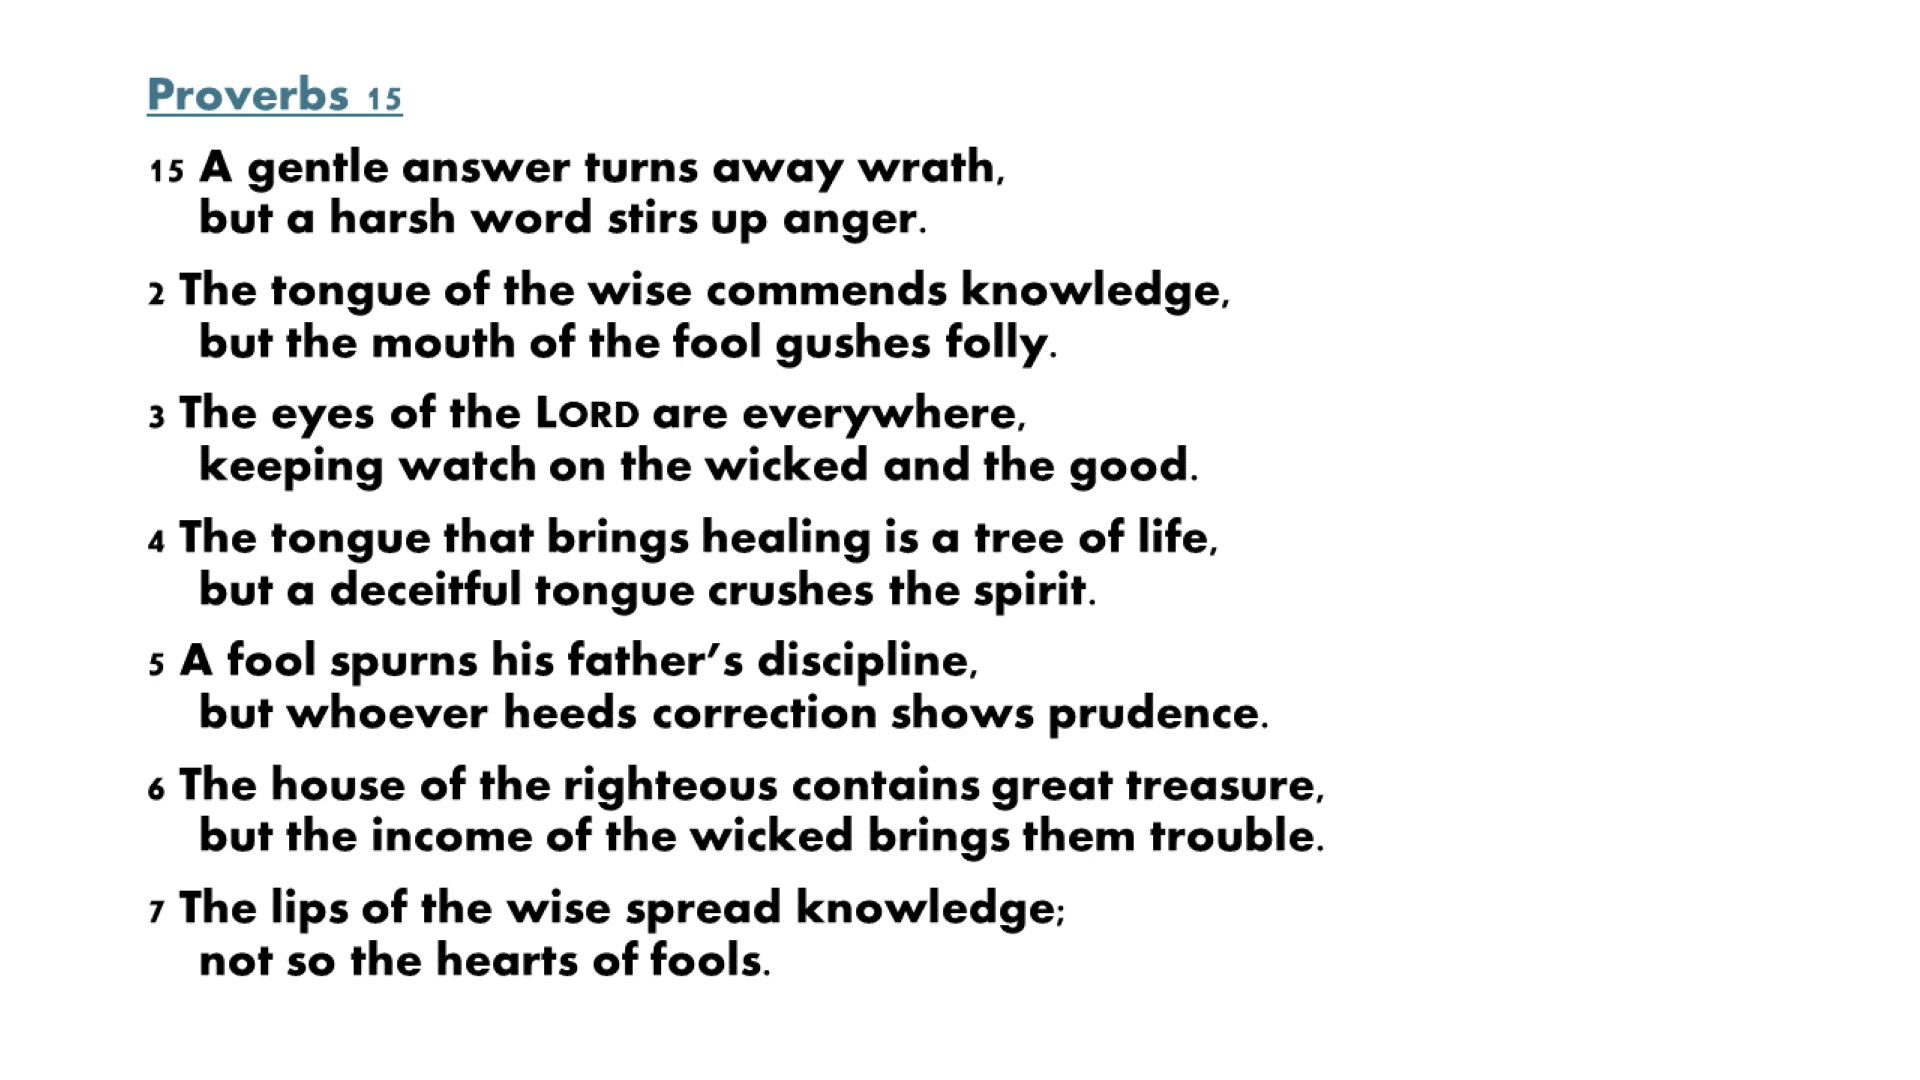 Proverbs 15
15 A gentle answer turns away wrath,
but a harsh word stirs up anger.
2 The tongue of the wise commends knowledge,
but the mouth of the fool gushes folly.
3 The eyes of the LORD are everywhere,
keeping watch on the wicked and the good.
4 The tongue that brings healing is a tree of life,
but a deceitful tongue crushes the spirit.
5 A fool spurns his father’s discipline,
but whoever heeds correction shows prudence.
6 The house of the righteous contains great treasure,
but the income of the wicked brings them trouble.
7 The lips of the wise spread knowledge;
not so the hearts of fools.